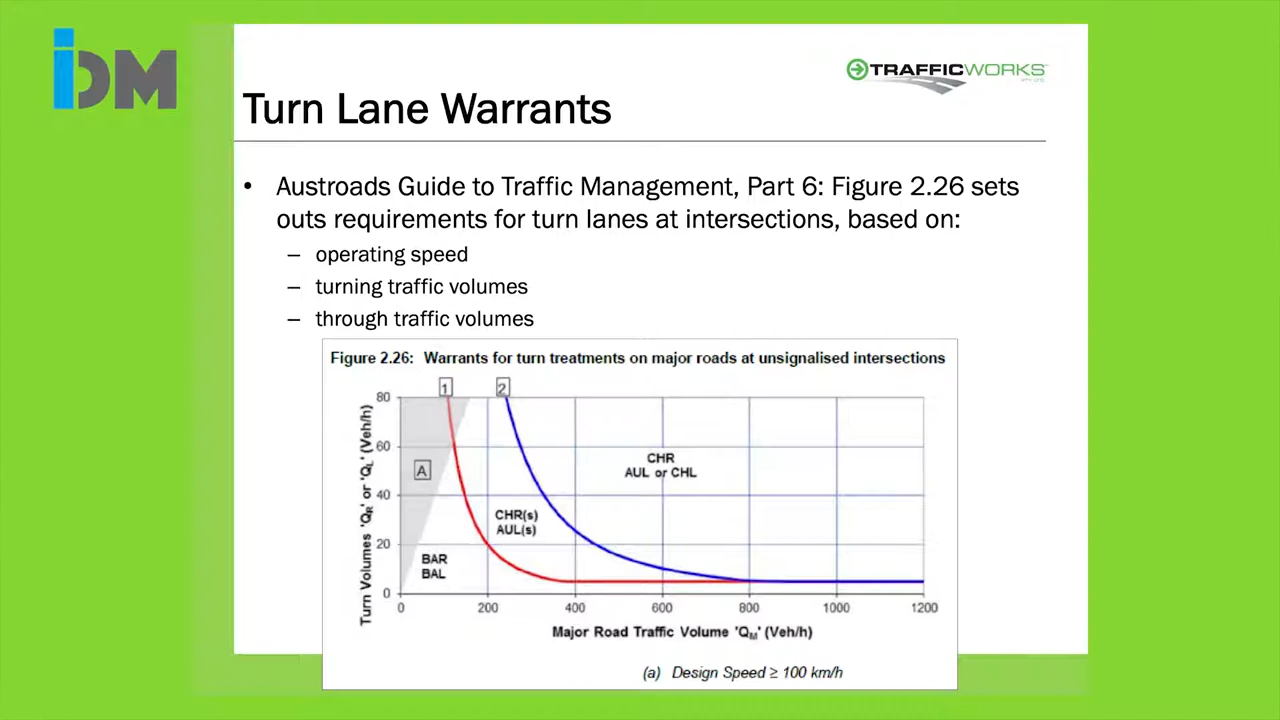 iDM
TRAFFICWORKS
Turn Lane Warrants
• Austroads Guide to Traffic Management, Part 6: Figure 2.26 sets
outs requirements for turn lanes at intersections, based on:
– operating speed
– turning traffic volumes
– through traffic volumes
Figure 2.26: Warrants for turn treatments on major roads at unsignalised intersections
1
2
80
60
40
20
0
Turn Volumes 'QR' or 'QL' (Veh/h)
A
CHR
AUL or CHL
CHR(s)
AUL(s)
BAR
BAL
0 200 400 600 800 1000 1200
Major Road Traffic Volume 'QM' (Veh/h)
(a) Design Speed ≥ 100 km/h